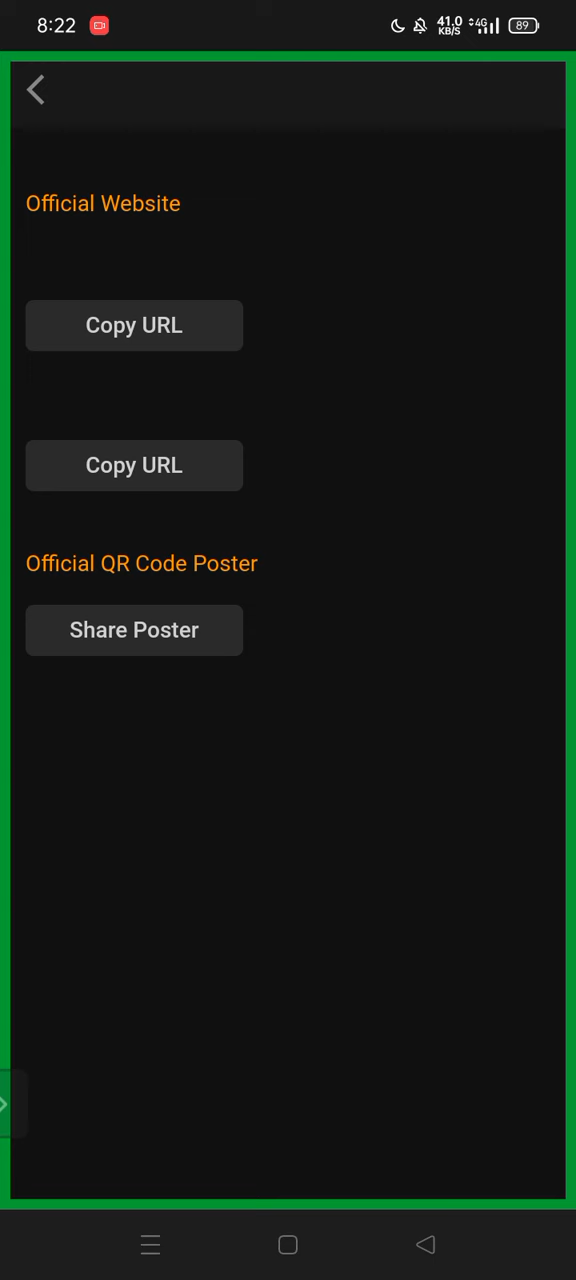 8:22
41.0
KB/S
4G
89
Official Website
Copy URL
Copy URL
Official QR Code Poster
Share Poster